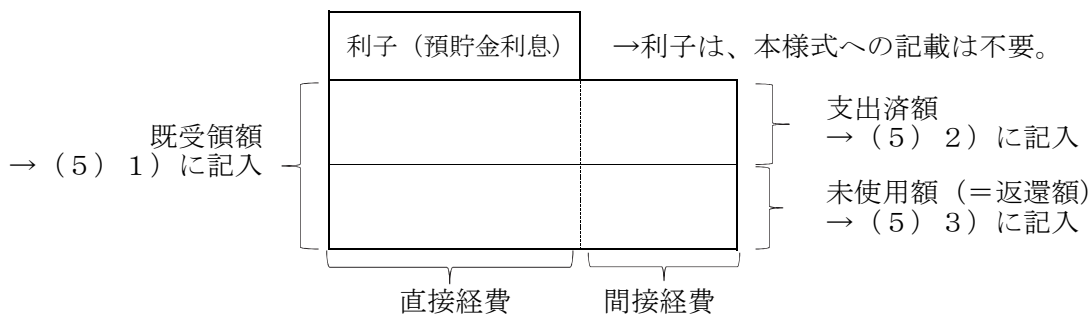 利子（預貯金利息）
→利子は、本様式への記載は不要。
既受領額
→（５）１）に記入
支出済額
→（５）２）に記入
未使用額（＝返還額）
→（５）３）に記入
直接経費
間接経費